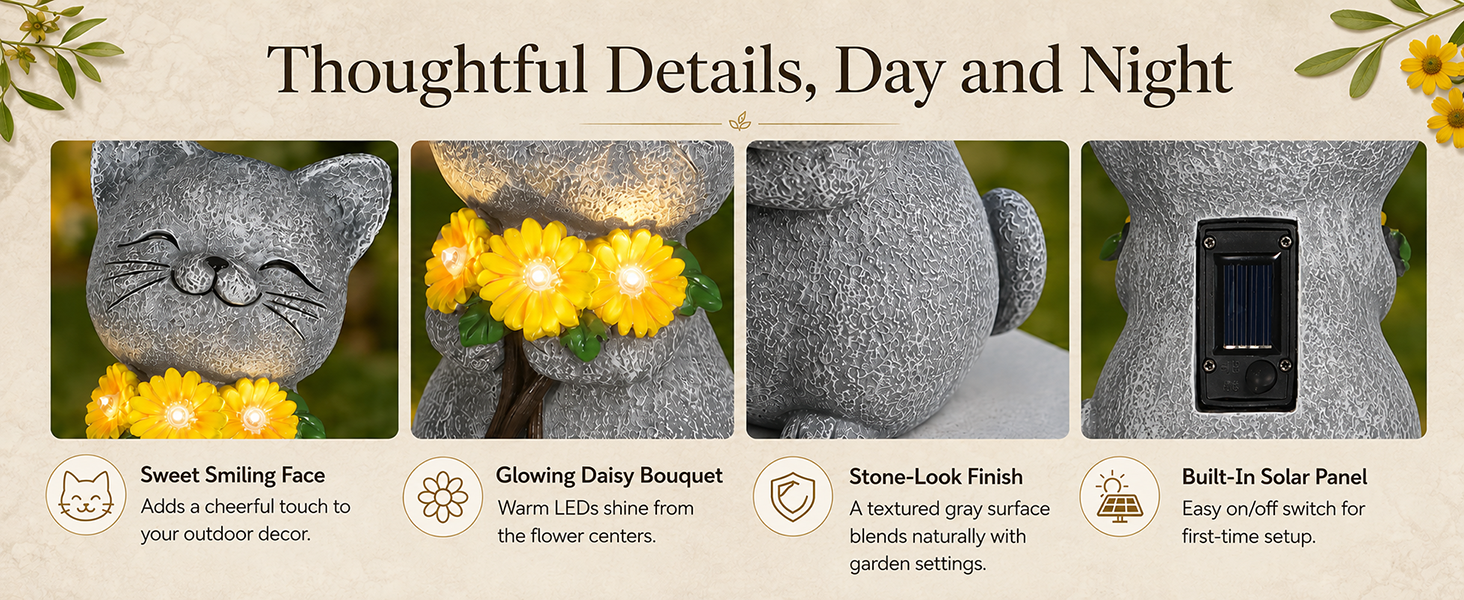 Thoughtful Details, Day and Night
Sweet Smiling Face
Adds a cheerful touch to
your outdoor decor.
Glowing Daisy Bouquet
Warm LEDs shine from
the flower centers.
Stone-Look Finish
A textured gray surface
blends naturally with
garden settings.
Built-In Solar Panel
Easy on/off switch for
first-time setup.